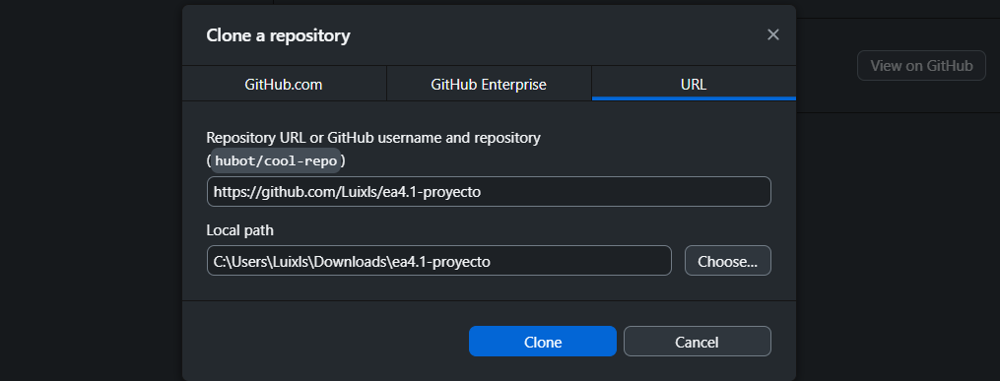 Clone a repository
View on GitHub
GitHub.com
GitHub Enterprise
URL
Repository URL or GitHub username and repository
(hubot/cool-repo)
https://github.com/Luixls/ea4.1-proyecto
Local path
C:\Users\Luixls\Downloads\ea4.1-proyecto
Choose...
Clone
Cancel